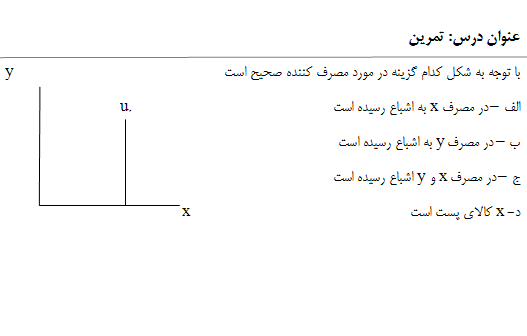 عنوان درس: تمرین
با توجه به شکل کدام گزینه در مورد مصرف کننده صحیح است
الف –در مصرف x به اشباع رسیده است
ب –در مصرف y به اشباع رسیده است
ج –در مصرف x و y اشباع رسیده است
د- x کالای پست است
y
u.
x